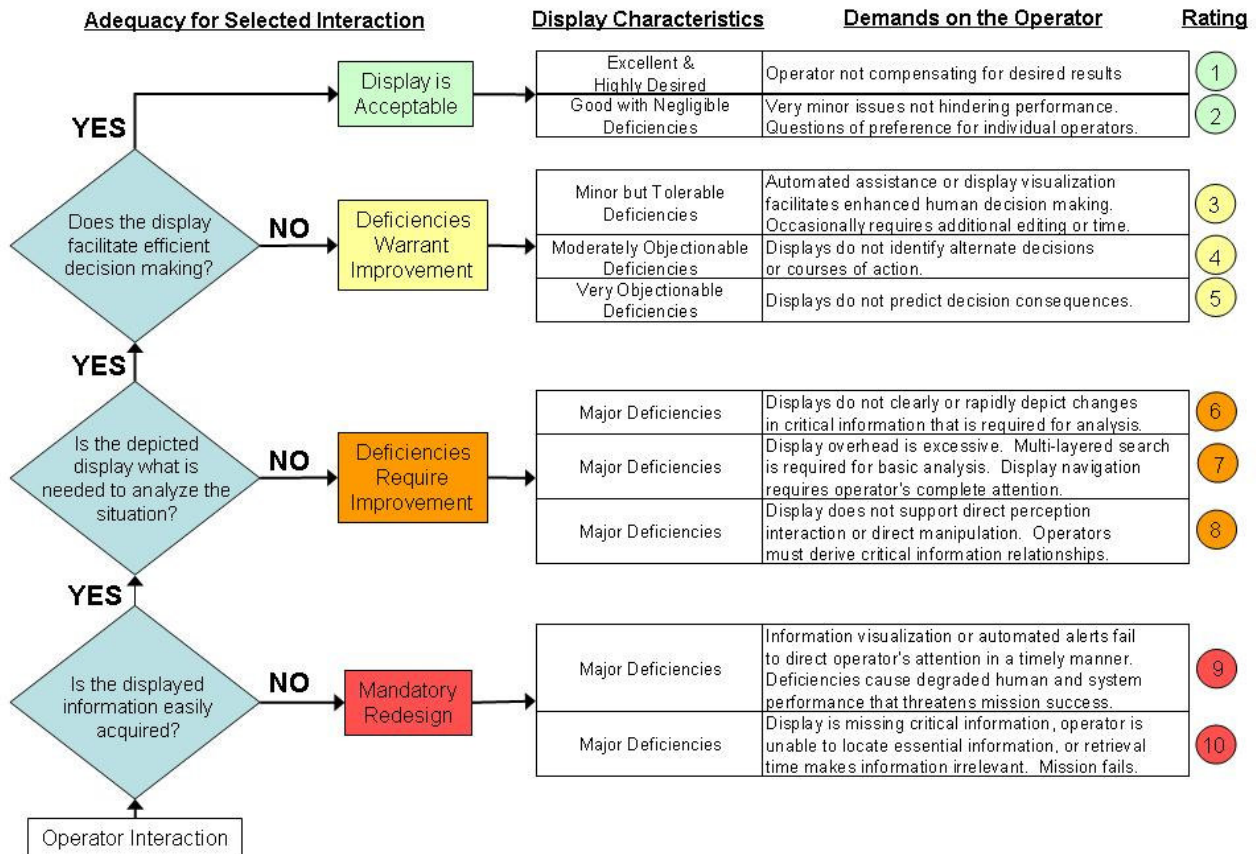 Adequacy for Selected Interaction
Display Characteristics
Demands on the Operator
Rating
Display is
Acceptable
Excellent &
Highly Desired
Operator not compensating for desired results
1
Good with Negligible
Deficiencies
Very minor issues not hindering performance.
Questions of preference for individual operators.
2
YES
Does the display
facilitate efficient
decision making?
NO
Deficiencies
Warrant
Improvement
Minor but Tolerable
Deficiencies
Automated assistance or display visualization
facilitates enhanced human decision making.
Occasionally requires additional editing or time.
3
Moderately Objectionable
Deficiencies
Displays do not identify alternate decisions
or courses of action.
4
Very Objectionable
Deficiencies
Displays do not predict decision consequences.
5
YES
Is the depicted
display what is
needed to analyze the
situation?
NO
Deficiencies
Require
Improvement
Major Deficiencies
Displays do not clearly or rapidly depict changes
in critical information that is required for analysis.
6
Major Deficiencies
Display overhead is excessive.  Multi-layered search
is required for basic analysis.  Display navigation
requires operator's complete attention.
7
Major Deficiencies
Display does not support direct perception
interaction or direct manipulation.  Operators
must derive critical information relationships.
8
YES
Is the displayed
information easily
acquired?
NO
Mandatory
Redesign
Major Deficiencies
Information visualization or automated alerts fail
to direct operator's attention in a timely manner.
Deficiencies cause degraded human and system
performance that threatens mission success.
9
Major Deficiencies
Display is missing critical information, operator is
unable to locate essential information, or retrieval
time makes information irrelevant.  Mission fails.
10
Operator Interaction